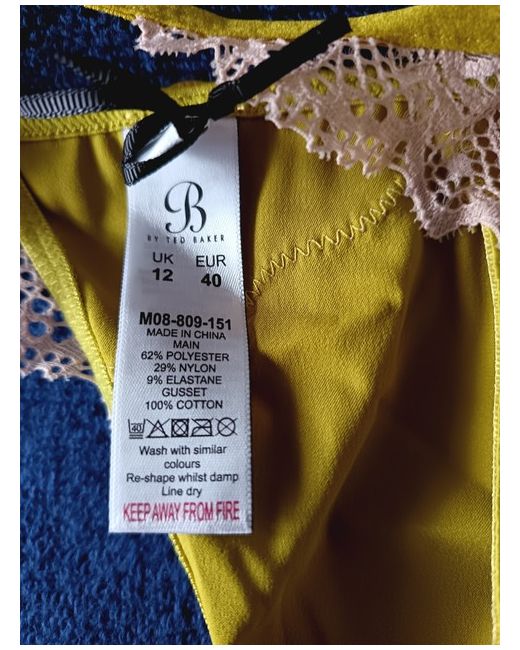 B
BY TED BAKER
UK EUR
12 40
M08-809-151
MADE IN CHINA
MAIN
62% POLYESTER
29% NYLON
9% ELASTANE
GUSSET
100% COTTON
40
Wash with similar
colours
Re-shape whilst damp
Line dry
KEEP AWAY FROM FIRE